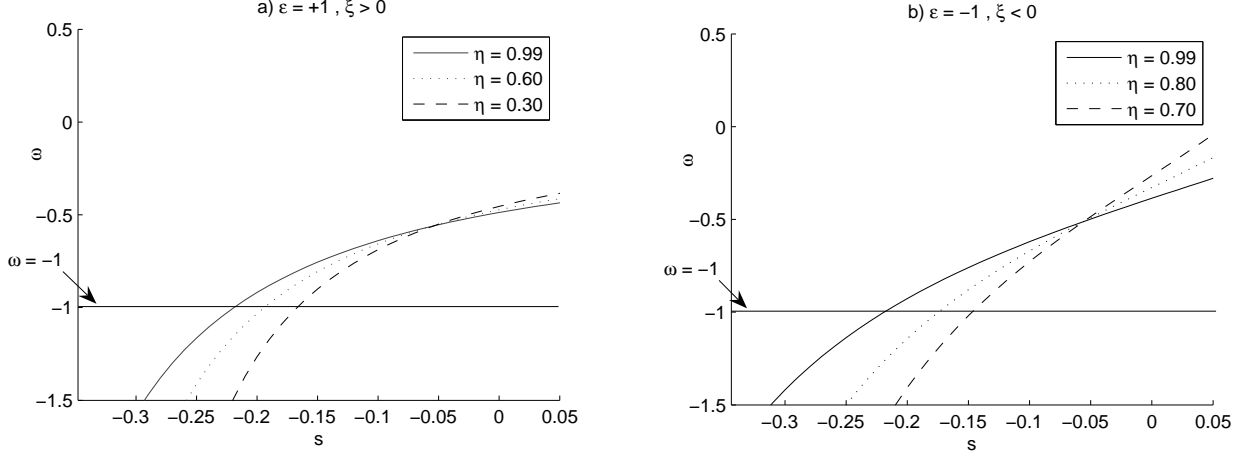 a) ε = +1 , ξ > 0
0.5
η = 0.99
η = 0.60
η = 0.30
0
ω
−0.5
ω = −1
−1
−1.5
−0.3 −0.25 −0.2 −0.15 −0.1 −0.05 0 0.05
s
b) ε = −1 , ξ < 0
0.5
η = 0.99
η = 0.80
η = 0.70
0
ω
−0.5
ω = −1
−1
−1.5
−0.3 −0.25 −0.2 −0.15 −0.1 −0.05 0 0.05
s